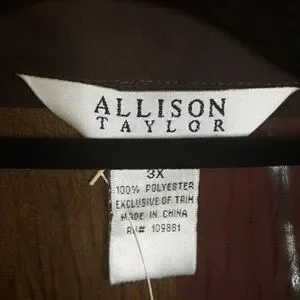 ALLISON
TAYLOR
3X
100% POLYESTER
EXCLUSIVE OF TRIM
MADE IN CHINA
RN# 109881